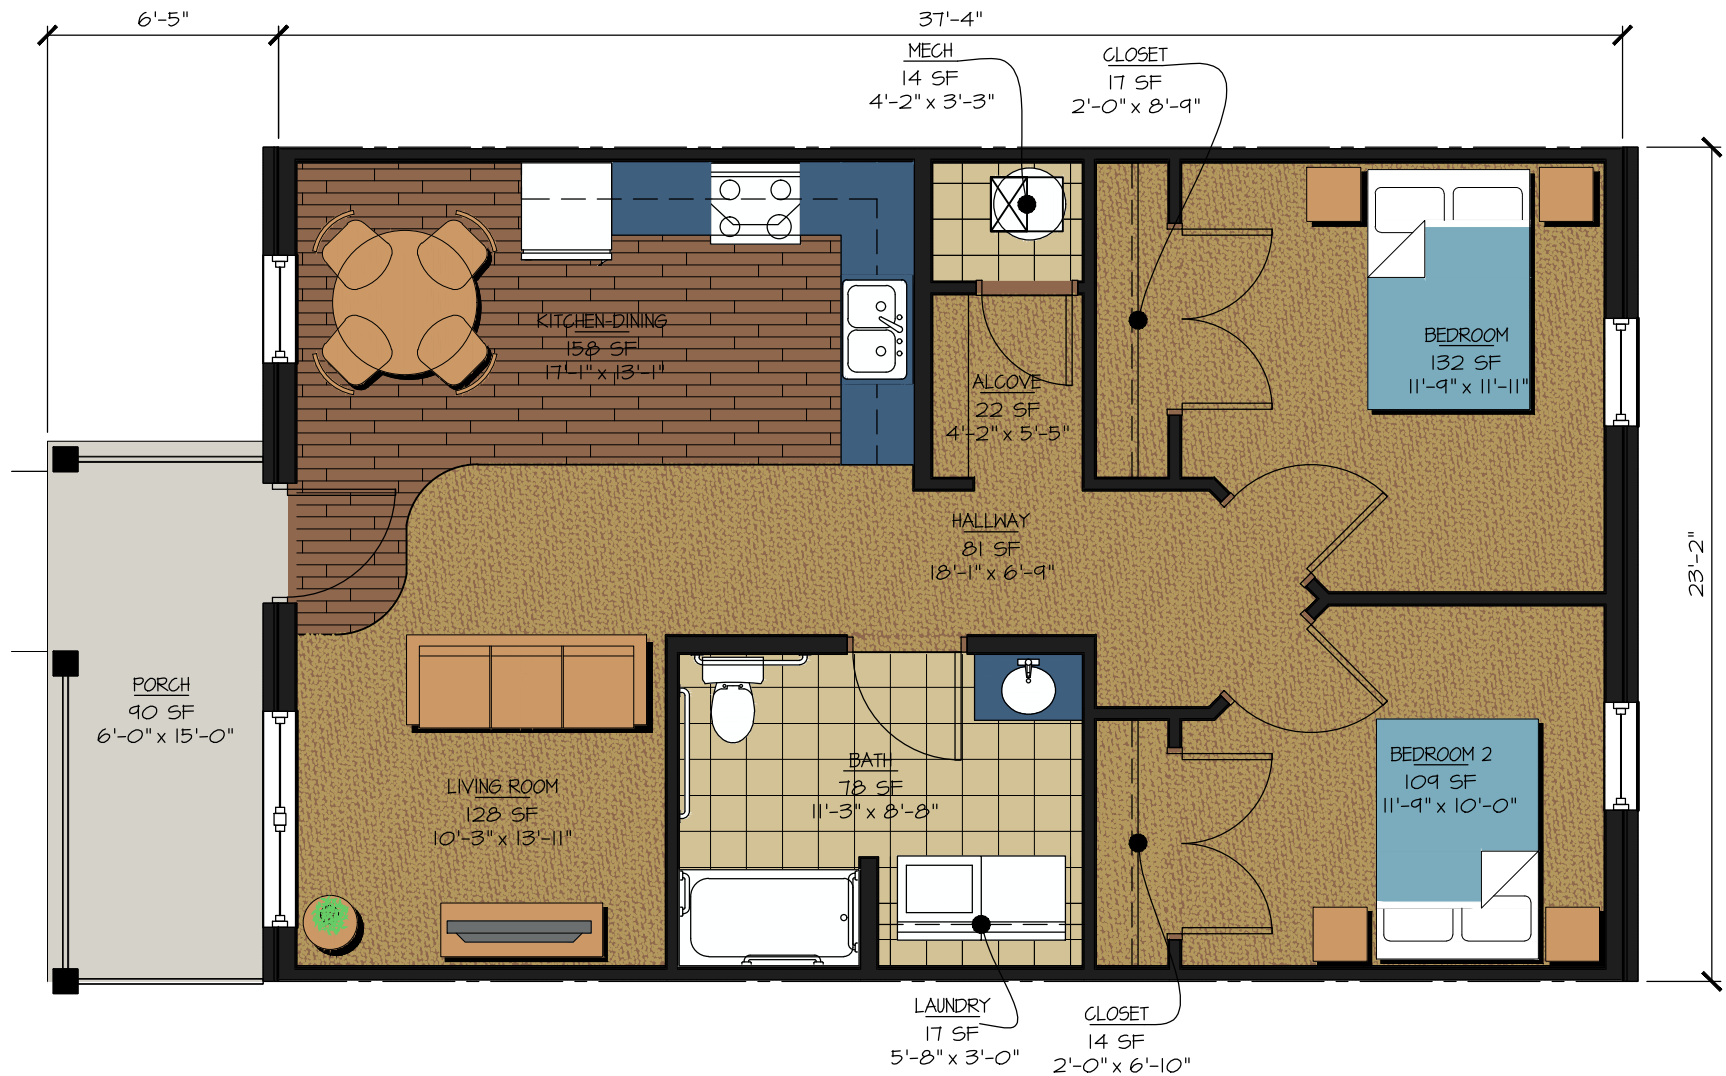 6'-5"
37'-4"
MECH
14 SF
4'-2" x 3'-3"
CLOSET
17 SF
2'-0" x 8'-9"
KITCHEN-DINING
158 SF
17'-1" x 13'-1"
BEDROOM
132 SF
11'-9" x 11'-11"
ALCOVE
22 SF
4'-2" x 5'-5"
HALLWAY
81 SF
18'-1" x 6'-9"
23'-2"
PORCH
90 SF
6'-0" x 15'-0"
LIVING ROOM
128 SF
10'-3" x 13'-11"
BATH
78 SF
11'-3" x 8'-8"
BEDROOM 2
109 SF
11'-9" x 10'-0"
LAUNDRY
17 SF
5'-8" x 3'-0"
CLOSET
14 SF
2'-0" x 6'-10"